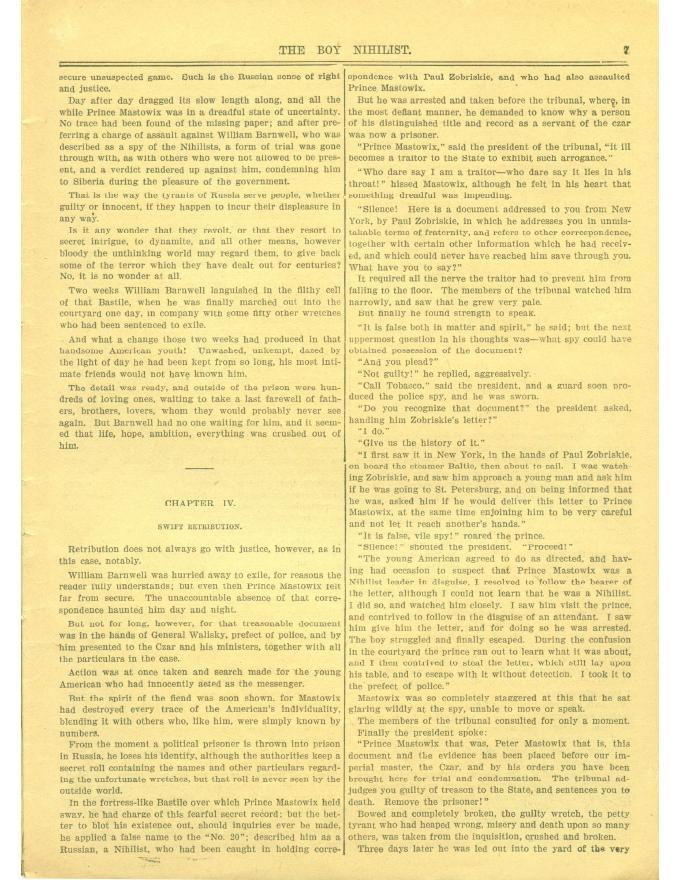 THE BOY NIHILIST.
7
secure unsuspected game. Such is the Russian sense of right
and justice.
Day after day dragged its slow length along, and all the
while Prince Mastowix was in a dreadful state of uncertainty.
No trace had been found of the missing paper; and after pre-
ferring a charge of assault against William Barnwell, who was
described as a spy of the Nihilists, a form of trial was gone
through with, as with others who were not allowed to be pres-
ent, and a verdict rendered up against him, condemning him
to Siberia during the pleasure of the government.
That is the way the tyrants of Russia serve people, whether
guilty or innocent, if they happen to incur their displeasure in
any way.
Is it any wonder that they revolt, or that they resort to
secret intrigue, to dynamite, and all other means, however
bloody the unthinking world may regard them, to give back
some of the terror which they have dealt out for centuries?
No, it is no wonder at all.
Two weeks William Barnwell languished in the filthy cell
of that Bastile, when he was finally marched out into the
courtyard one day, in company with some fifty other wretches
who had been sentenced to exile.
And what a change those two weeks had produced in that
handsome American youth! Unwashed, unkempt, dazed by
the light of day he had been kept from so long, his most inti-
mate friends would not have known him.
The detail was ready, and outside of the prison were hun-
dreds of loving ones, waiting to take a last farewell of fath-
ers, brothers, lovers, whom they would probably never see
again. But Barnwell had no one waiting for him, and it seem-
ed that life, hope, ambition, everything was crushed out of
him.
CHAPTER IV.
SWIFT RETRIBUTION.
Retribution does not always go with justice, however, as in
this case, notably.
William Barnwell was hurried away to exile, for reasons the
reader fully understands; but even then Prince Mastowix felt
far from secure. The unaccountable absence of that corre-
spondence haunted him day and night.
But not for long, however, for that treasonable document
was in the hands of General Walisky, prefect of police, and by
him presented to the Czar and his ministers, together with all
the particulars in the case.
Action was at once taken and search made for the young
American who had innocently acted as the messenger.
But the spirit of the fiend was soon shown, for Mastowix
had destroyed every trace of the American's individuality,
blending it with others who, like him, were simply known by
numbers.
From the moment a political prisoner is thrown into prison
in Russia, he loses his identity, although the authorities keep a
secret roll containing the names and other particulars regard-
ing the unfortunate wretches, but that roll is never seen by the
outside world.
In the fortress-like Bastile over which Prince Mastowix held
sway, he had charge of this fearful secret record; but the bet-
ter to blot his existence out, should inquiries ever be made,
he applied a false name to the "No. 20"; described him as a
Russian, a Nihilist, who had been caught in holding corre-
spondence with Paul Zobriskie, and who had also assaulted
Prince Mastowix.
But he was arrested and taken before the tribunal, where, in
the most defiant manner, he demanded to know why a person
of his distinguished title and record as a servant of the czar
was now a prisoner.
"Prince Mastowix," said the president of the tribunal, "it ill
becomes a traitor to the State to exhibit such arrogance."
"Who dare say I am a traitor—who dare say it lies in his
throat!" hissed Mastowix, although he felt in his heart that
something dreadful was impending.
"Silence! Here is a document addressed to you from New
York, by Paul Zobriskie, in which he addresses you in unmis-
takable terms of fraternity, and refers to other correspondence,
together with certain other information which he had receiv-
ed, and which could never have reached him save through you.
What have you to say?"
It required all the nerve the traitor had to prevent him from
falling to the floor. The members of the tribunal watched him
narrowly, and saw that he grew very pale.
But finally he found strength to speak.
"It is false both in matter and spirit," he said; but the next
uppermost question in his thoughts was—what spy could have
obtained possession of the document?
"And you plead?"
"Not guilty!" he replied, aggressively.
"Call Tobasco." said the president, and a guard soon pro-
duced the police spy, and he was sworn.
"Do you recognize that document?" the president asked,
handing him Zobriskie's letter?"
"I do."
"Give us the history of it."
"I first saw it in New York, in the hands of Paul Zobriskie,
on board the steamer Baltic, then about to sail. I was watch-
ing Zobriskie, and saw him approach a young man and ask him
if he was going to St. Petersburg, and on being informed that
he was, asked him if he would deliver this letter to Prince
Mastowix, at the same time enjoining him to be very careful
and not let it reach another's hands."
"It is false, vile spy!" roared the prince.
"Silence!" shouted the president. "Proceed!"
"The young American agreed to do as directed, and hav-
ing had occasion to suspect that Prince Mastowix was a
Nihilist leader in disguise, I resolved to follow the bearer of
the letter, although I could not learn that he was a Nihilist.
I did so, and watched him closely. I saw him visit the prince,
and contrived to follow in the disguise of an attendant. I saw
him give him the letter, and for doing so he was arrested.
The boy struggled and finally escaped. During the confusion
in the courtyard the prince ran out to learn what it was about,
and I then contrived to steal the letter, which still lay upon
his table, and to escape with it without detection. I took it to
the prefect of police."
Mastowix was so completely staggered at this that he sat
glaring wildly at the spy, unable to move or speak.
The members of the tribunal consulted for only a moment.
Finally the president spoke:
"Prince Mastowix that was, Peter Mastowix that is, this
document and the evidence has been placed before our im-
perial master, the Czar, and by his orders you have been
brought here for trial and condemnation. The tribunal ad-
judges you guilty of treason to the State, and sentences you to
death. Remove the prisoner!"
Bowed and completely broken, the guilty wretch, the petty
tyrant who had heaped wrong, misery and death upon so many
others, was taken from the inquisition, crushed and broken.
Three days later he was led out into the yard of the very